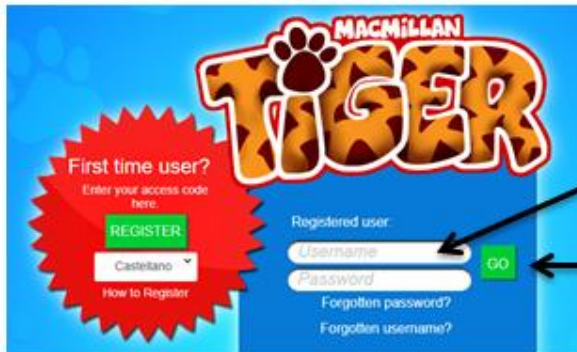 MACMILLAN
TIGER
First time user?
Enter your access code
here.
REGISTER
Castellano
How to Register
Registered user:
Username
GO
Password
Forgotten password?
Forgotten username?